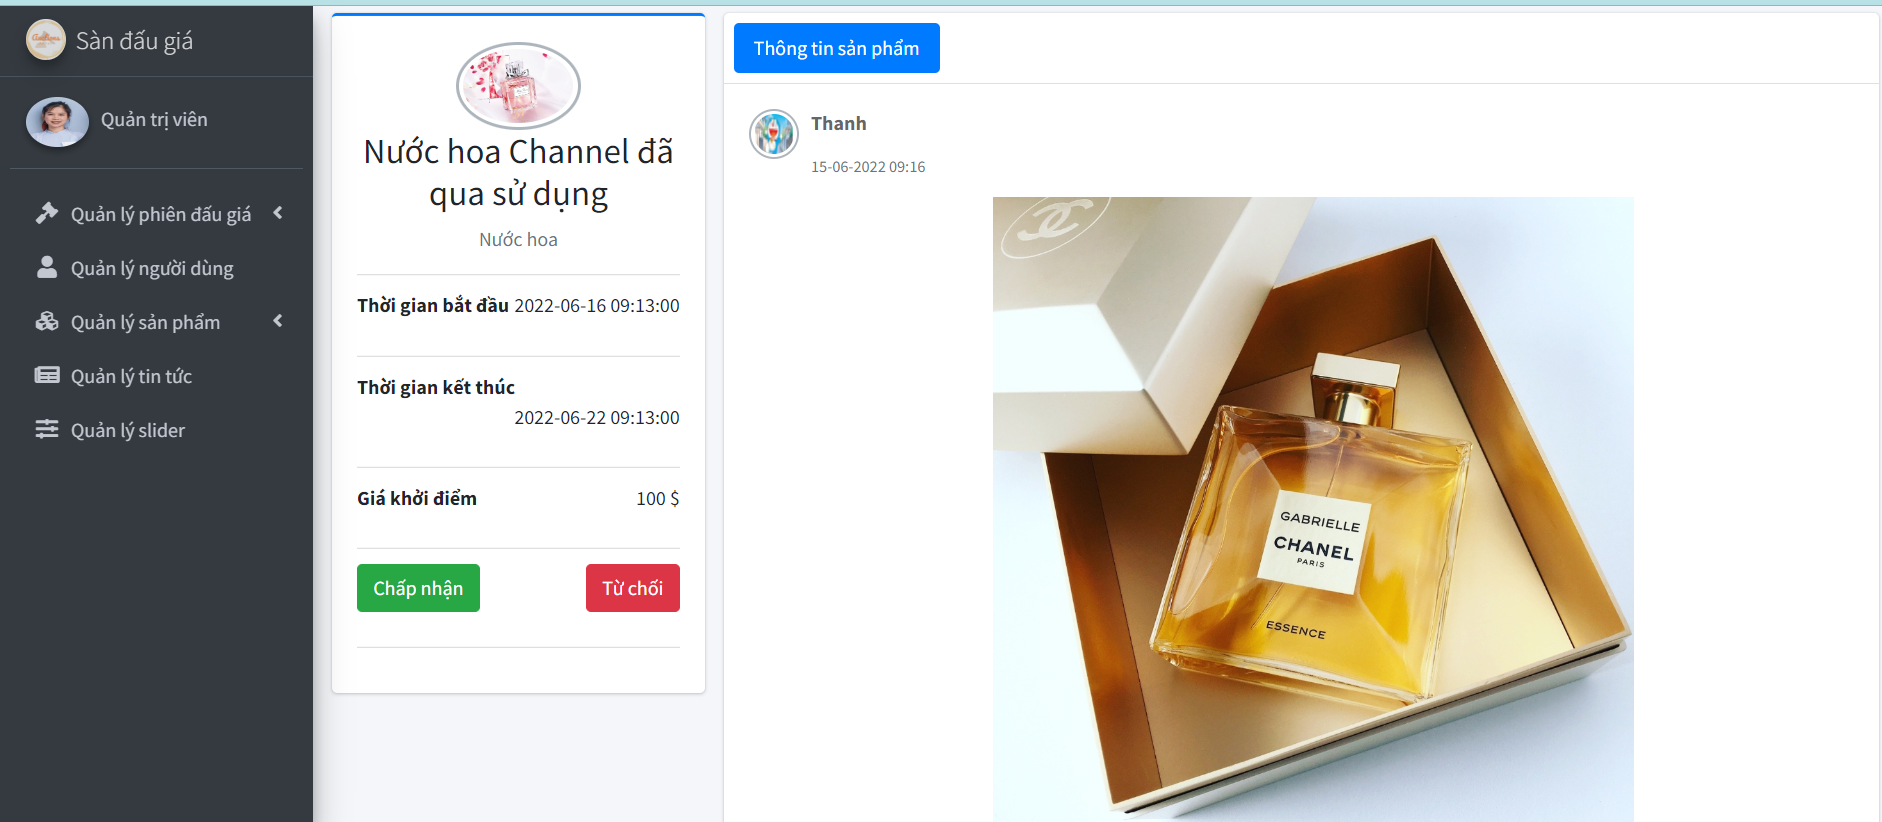 Sàn đấu giá
Quản trị viên
Quản lý phiên đấu giá
Quản lý người dùng
Quản lý sản phẩm
Quản lý tin tức
Quản lý slider
Nước hoa Channel đã
qua sử dụng
Nước hoa
Thời gian bắt đầu 2022-06-16 09:13:00
Thời gian kết thúc
2022-06-22 09:13:00
Giá khởi điểm 100 $
Chấp nhận
Từ chối
Thông tin sản phẩm
Thanh
15-06-2022 09:16
GABRIELLE
CHANEL
PARIS
ESSENCE